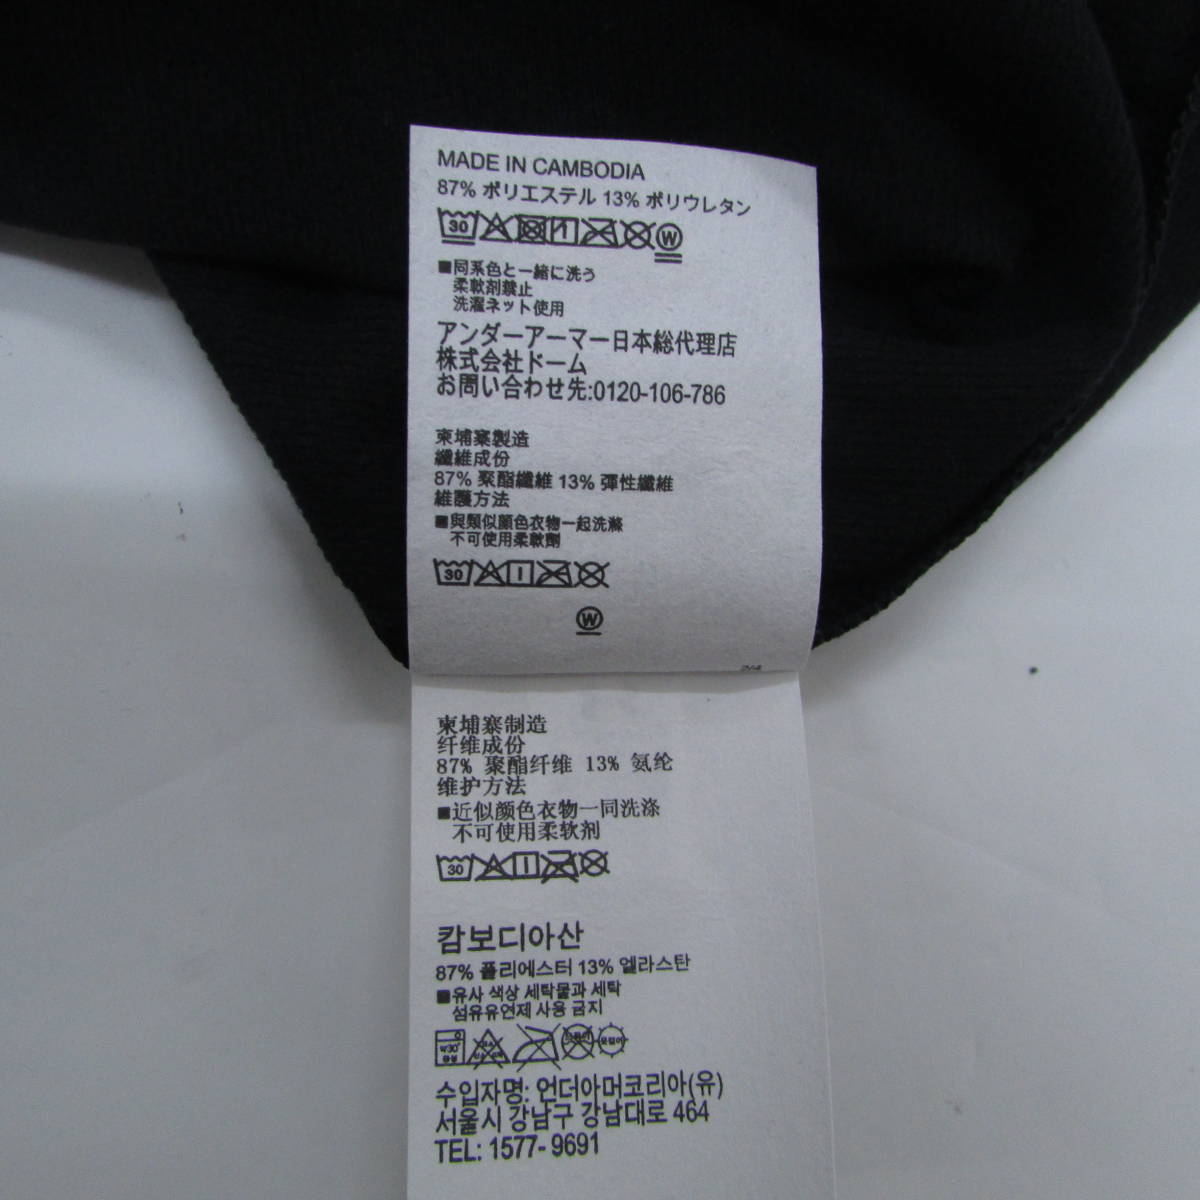 MADE IN CAMBODIA
87% ポリエステル 13% ポリウレタン
30 W
■同系色と一緒に洗う
柔軟剤禁止
洗濯ネット使用
アンダーアーマー日本総代理店
株式会社ドーム
お問い合わせ先:0120-106-786
柬埔寨製造
纖維成份
87% 聚酯纖維 13% 彈性纖維
維護方法
■與類似顏色衣物一起洗滌
不可使用柔軟劑
30
W
2/4
柬埔寨制造
纤维成份
87% 聚酯纤维 13% 氨纶
维护方法
■近似颜色衣物一同洗涤
不可使用柔软剂
30
캄보디아산
87% 폴리에스터 13% 엘라스탄
■유사 색상 세탁물과 세탁
섬유유연제 사용 금지
약30°
중성
수입자명: 언더아머코리아(유)
서울시 강남구 강남대로 464
TEL: 1577-9691